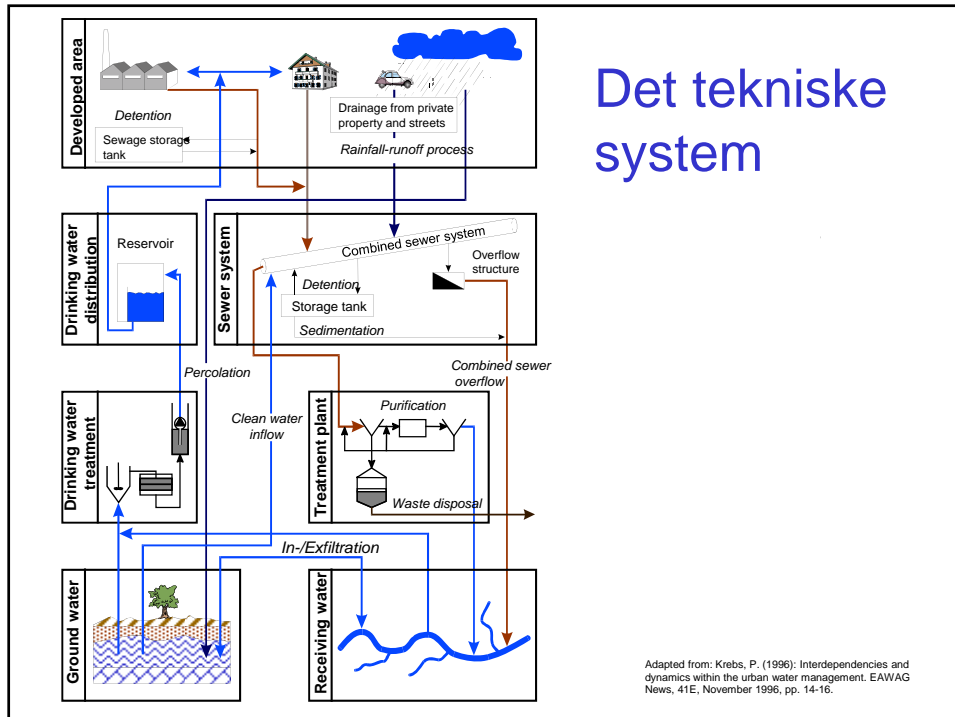 Det tekniske
system
Developed area
Detention
Sewage storage
tank
Drainage from private
property and streets
Rainfall-runoff process
Drinking water
distribution
Reservoir
Sewer system
Combined sewer system
Overflow
structure
Detention
Storage tank
Sedimentation
Percolation
Combined sewer
overflow
Clean water
inflow
Drinking water
treatment
Treatment plant
Purification
Waste disposal
In-/Exfiltration
Ground water
Receiving water
Adapted from: Krebs, P. (1996): Interdependencies and
dynamics within the urban water management. EAWAG
News, 41E, November 1996, pp. 14-16.